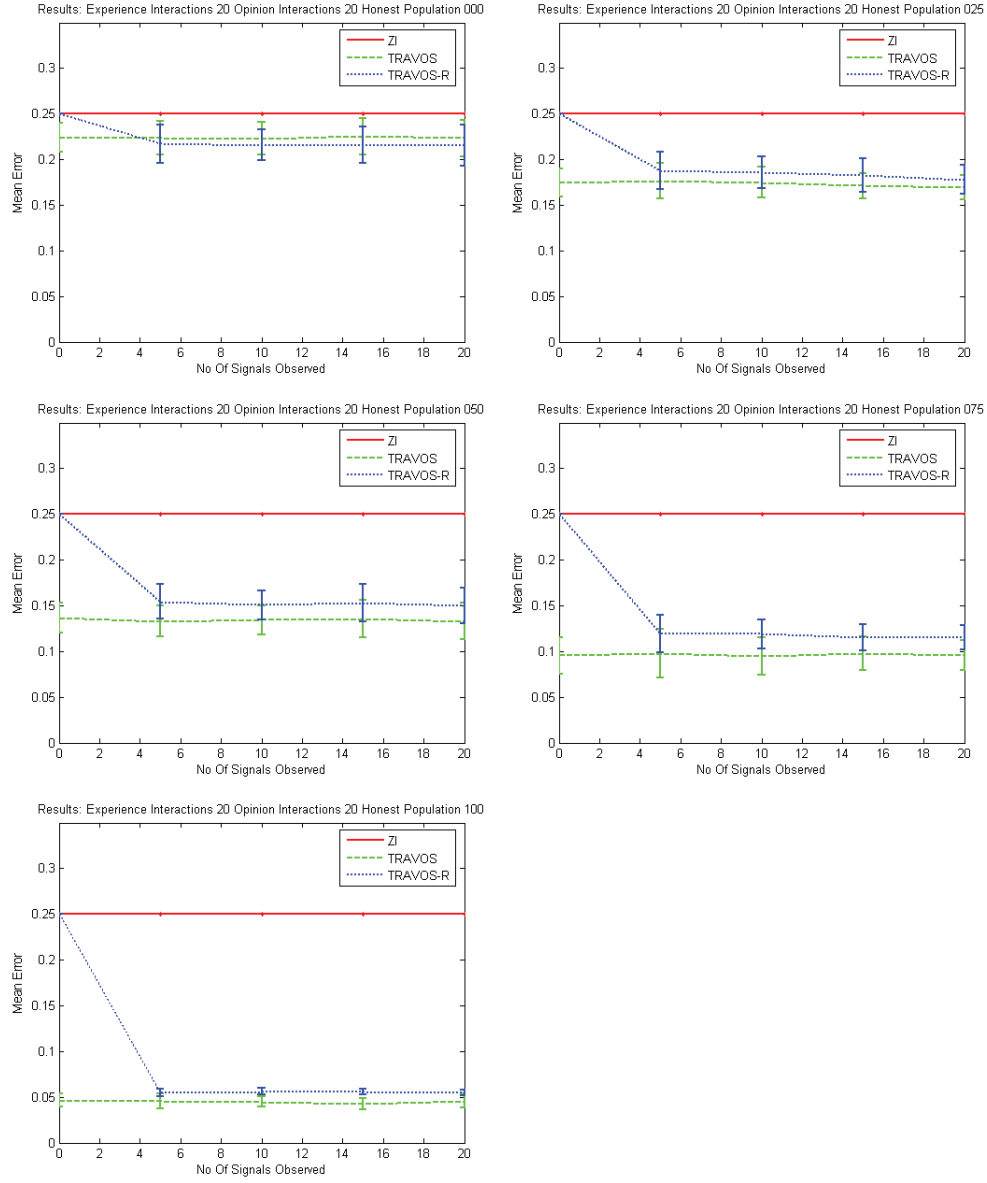 Results: Experience Interactions 20 Opinion Interactions 20 Honest Population 000
ZI
TRAVOS
TRAVOS-R
0.3
0.25
0.2
0.15
0.1
0.05
0
Mean Error
0 2 4 6 8 10 12 14 16 18 20
No Of Signals Observed
Results: Experience Interactions 20 Opinion Interactions 20 Honest Population 025
ZI
TRAVOS
TRAVOS-R
0.3
0.25
0.2
0.15
0.1
0.05
0
Mean Error
0 2 4 6 8 10 12 14 16 18 20
No Of Signals Observed
Results: Experience Interactions 20 Opinion Interactions 20 Honest Population 050
ZI
TRAVOS
TRAVOS-R
0.3
0.25
0.2
0.15
0.1
0.05
0
Mean Error
0 2 4 6 8 10 12 14 16 18 20
No Of Signals Observed
Results: Experience Interactions 20 Opinion Interactions 20 Honest Population 075
ZI
TRAVOS
TRAVOS-R
0.3
0.25
0.2
0.15
0.1
0.05
0
Mean Error
0 2 4 6 8 10 12 14 16 18 20
No Of Signals Observed
Results: Experience Interactions 20 Opinion Interactions 20 Honest Population 100
ZI
TRAVOS
TRAVOS-R
0.3
0.25
0.2
0.15
0.1
0.05
0
Mean Error
0 2 4 6 8 10 12 14 16 18 20
No Of Signals Observed